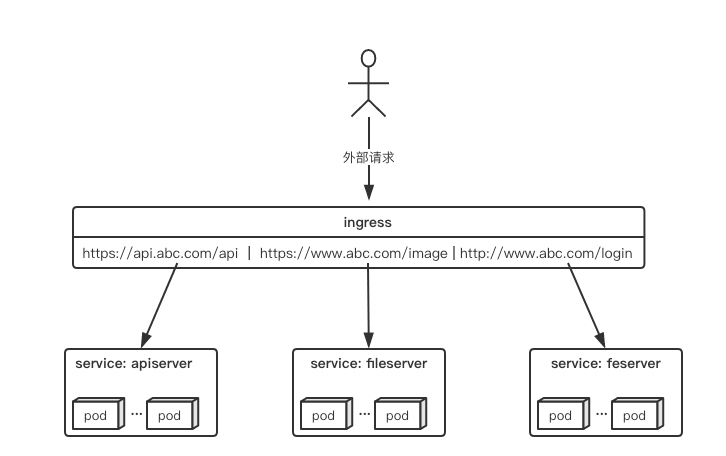 外部请求
ingress
https://api.abc.com/api | https://www.abc.com/image | http://www.abc.com/login
service: apiserver
pod ... pod
service: fileserver
pod ... pod
service: feserver
pod ... pod